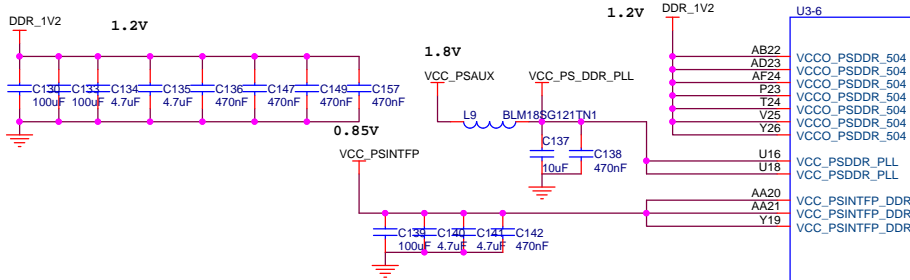 DDR_1V2
1.2V
C130
100uF
C133
100uF
C134
4.7uF
C135
4.7uF
C136
470nF
C147
470nF
C149
470nF
C157
470nF
1.8V
VCC_PSAUX
L9
BLM18SG121TN1
VCC_PS_DDR_PLL
C137
10uF
C138
470nF
0.85V
VCC_PSINTFP
C139
100uF
C140
4.7uF
C141
4.7uF
C142
470nF
1.2V
DDR_1V2
U3-6
AB22 VCCO_PSDDR_504
AD23 VCCO_PSDDR_504
AF24 VCCO_PSDDR_504
P23 VCCO_PSDDR_504
T24 VCCO_PSDDR_504
V25 VCCO_PSDDR_504
Y26 VCCO_PSDDR_504
U16 VCC_PSDDR_PLL
U18 VCC_PSDDR_PLL
AA20 VCC_PSINTFP_DDR
AA21 VCC_PSINTFP_DDR
Y19 VCC_PSINTFP_DDR